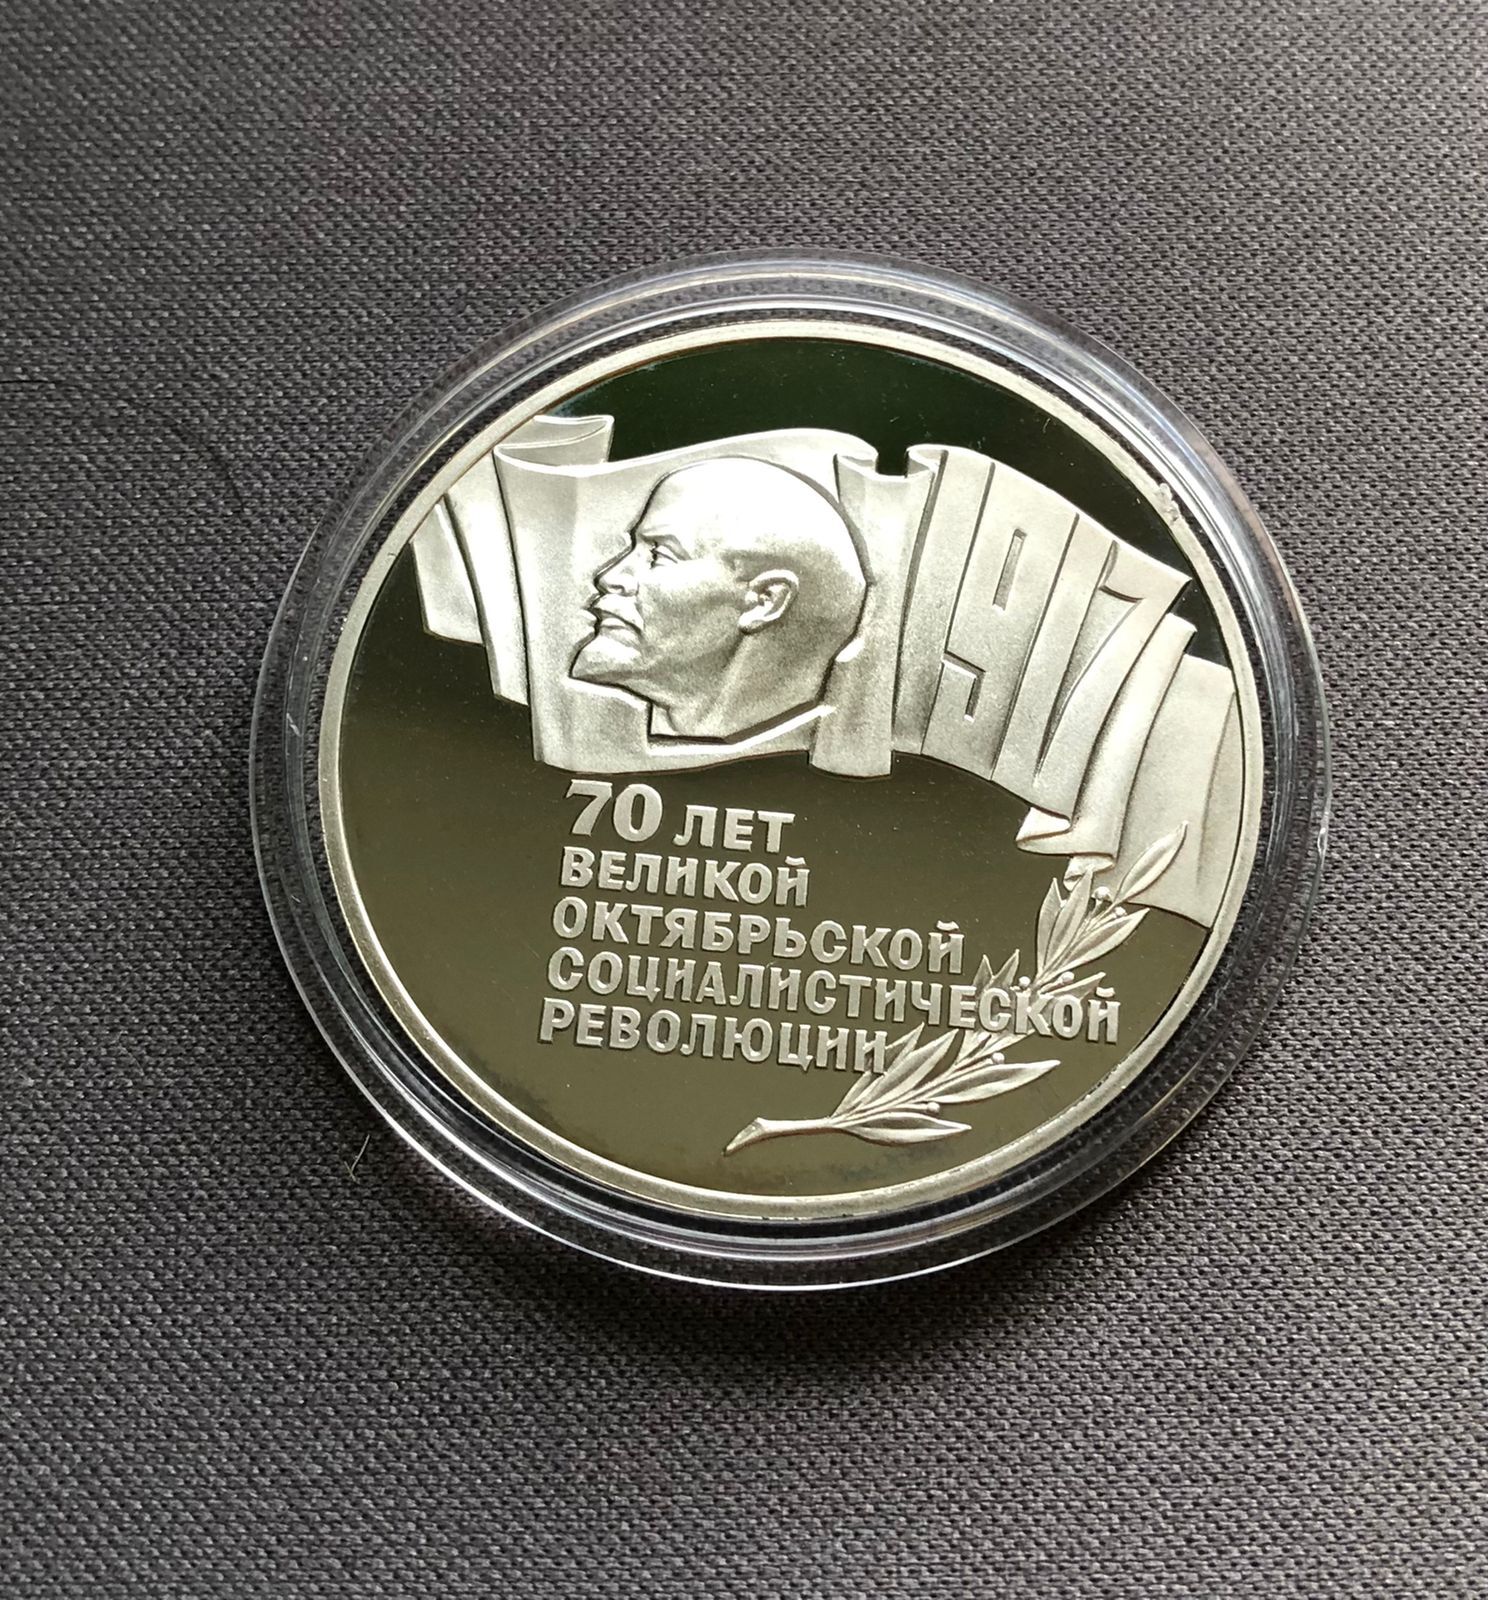 1917
70 ЛЕТ
ВЕЛИКОЙ
ОКТЯБРЬСКОЙ
СОЦИАЛИСТИЧЕСКОЙ
РЕВОЛЮЦИИ